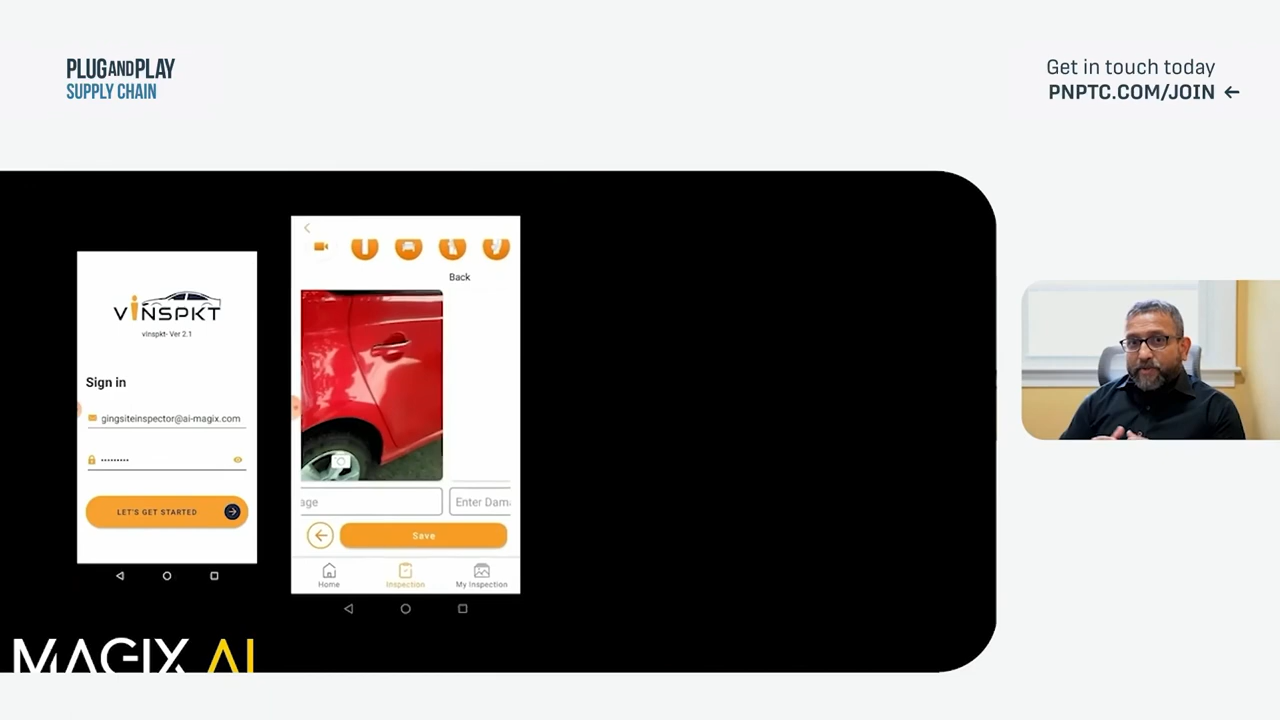 PLUGANDPLAY
SUPPLY CHAIN
Get in touch today
PNPTC.COM/JOIN ←
VINSPKT
vinspkt- Ver 2.1
Sign in
gingsiteinspector@ai-magix.com
LET'S GET STARTED
Back
age
Enter Dam
Save
Home
Inspection
My Inspection
MAGIX AI